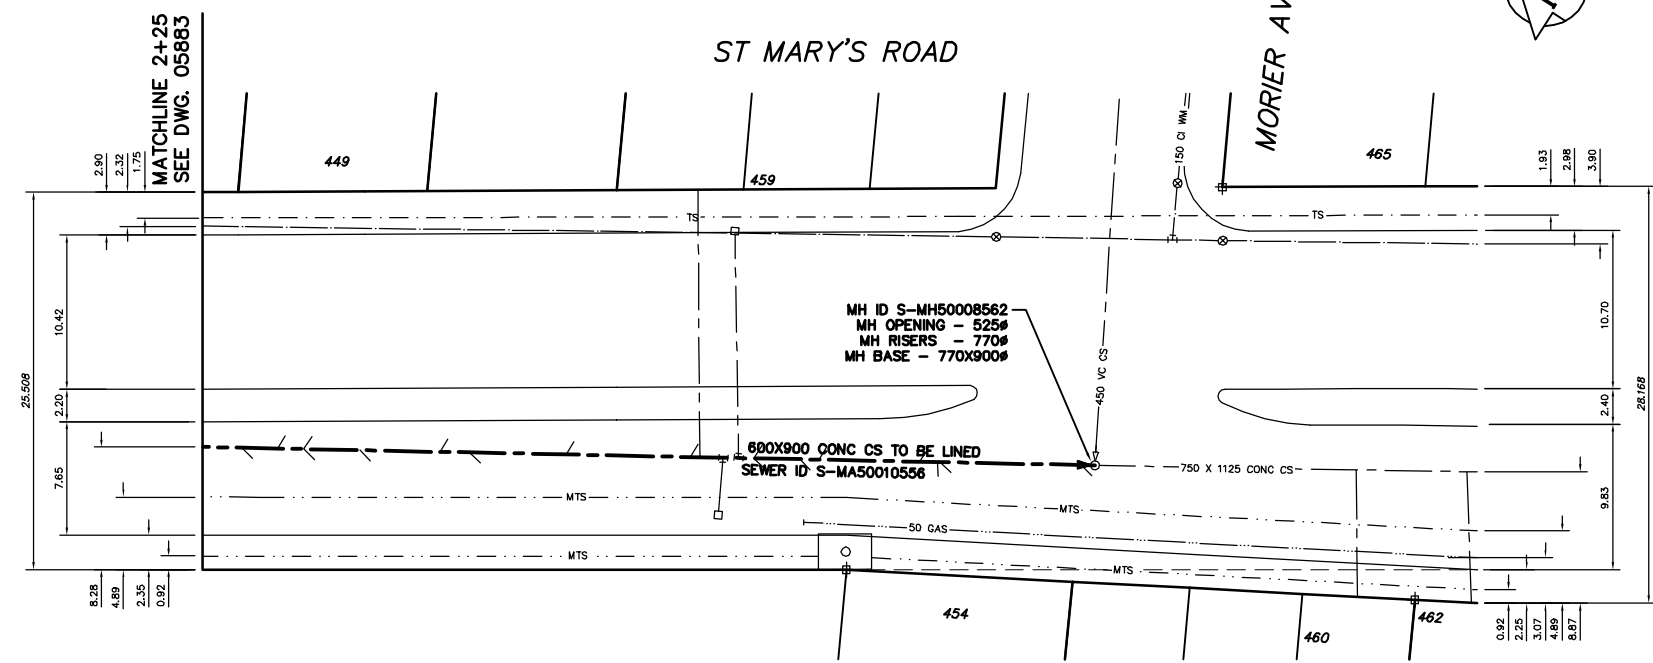 MATCHLINE 2+25
SEE DWG. 05883
ST MARY'S ROAD
MORIER AV
449
459
465
2.90
2.32
1.75
1.93
2.98
3.90
150 CI WM
TS
TS
25.508
10.42
2.20
7.65
MH ID S-MH50008562
MH OPENING - 525ø
MH RISERS - 770ø
MH BASE - 770X900ø
450 VC CS
10.70
2.40
9.83
28.168
600X900 CONC CS TO BE LINED
SEWER ID S-MA50010556
750 X 1125 CONC CS
MTS
MTS
50 GAS
MTS
MTS
8.28
4.89
2.35
0.92
0.92
2.25
3.07
4.89
8.87
454
460
462